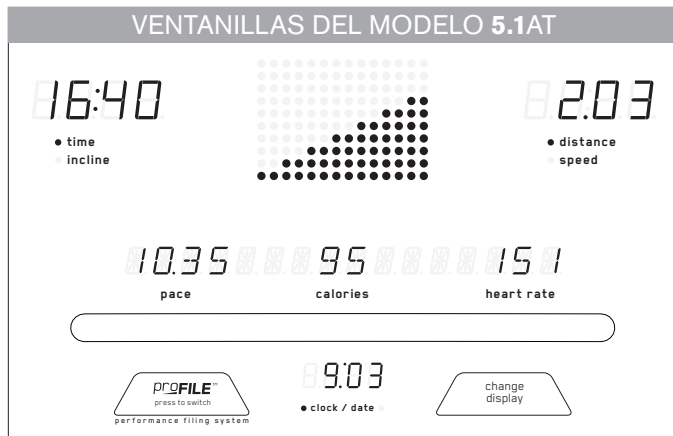 VENTANILLAS DEL MODELO 5.1AT
16:40
2.03
time
incline
distance
speed
10.35 95 151
pace calories heart rate
proFILE™
press to switch
performance filing system
9:03
clock / date
change
display